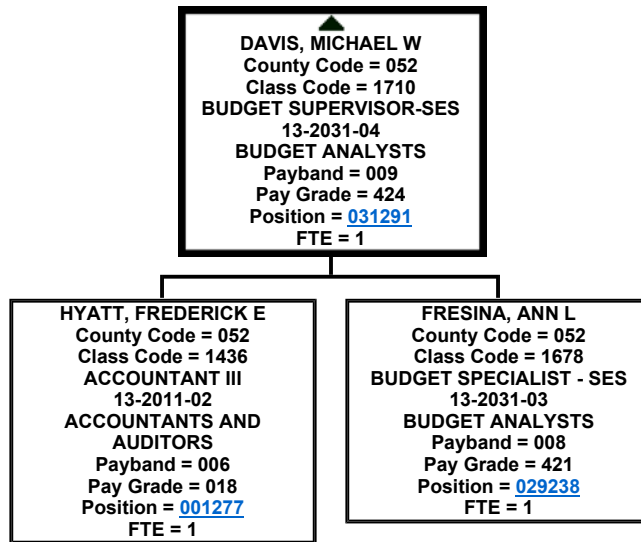 DAVIS, MICHAEL W
County Code = 052
Class Code = 1710
BUDGET SUPERVISOR-SES
13-2031-04
BUDGET ANALYSTS
Payband = 009
Pay Grade = 424
Position = 031291
FTE = 1
HYATT, FREDERICK E
County Code = 052
Class Code = 1436
ACCOUNTANT III
13-2011-02
ACCOUNTANTS AND
AUDITORS
Payband = 006
Pay Grade = 018
Position = 001277
FTE = 1
FRESINA, ANN L
County Code = 052
Class Code = 1678
BUDGET SPECIALIST - SES
13-2031-03
BUDGET ANALYSTS
Payband = 008
Pay Grade = 421
Position = 029238
FTE = 1